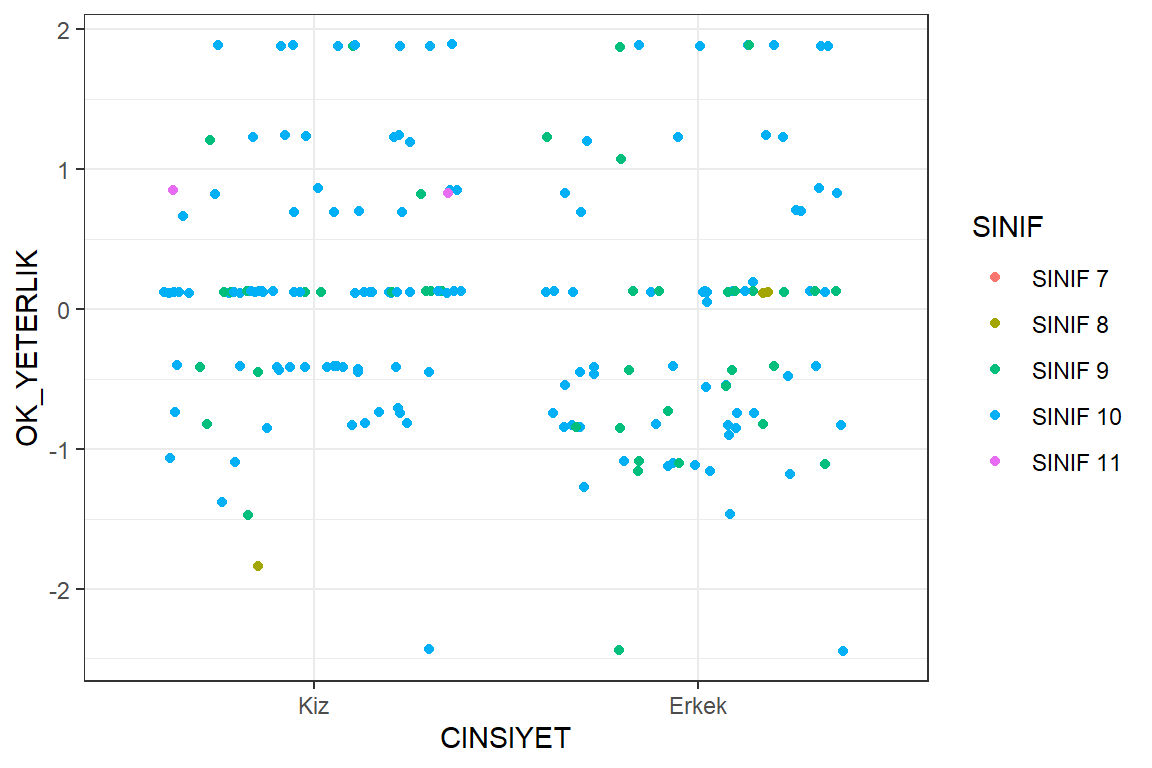 2
1
0
-1
-2
OK_YETERLIK
Kiz
Erkek
CINSIYET
SINIF
SINIF 7
SINIF 8
SINIF 9
SINIF 10
SINIF 11